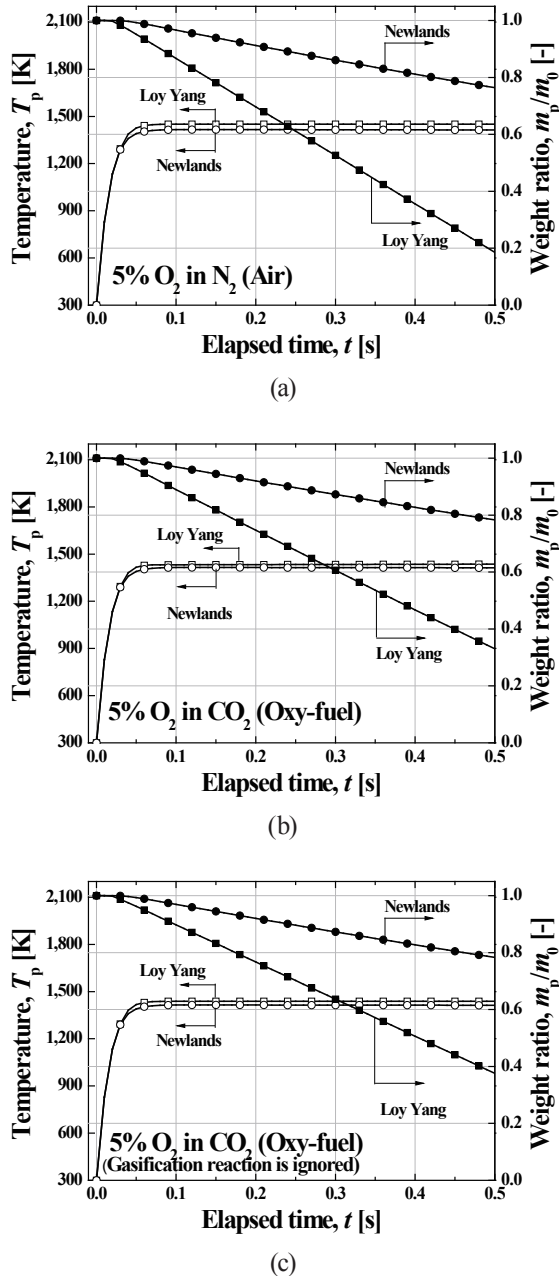 2,100
1,800
1,500
1,200
900
600
300
Temperature, Tp [K]
1.0
0.8
0.6
0.4
0.2
0.0
Weight ratio, mp/m0 [-]
Newlands
Loy Yang
Newlands
Loy Yang
5% O2 in N2 (Air)
0.0 0.1 0.2 0.3 0.4 0.5
Elapsed time, t [s]
(a)
2,100
1,800
1,500
1,200
900
600
300
Temperature, Tp [K]
1.0
0.8
0.6
0.4
0.2
0.0
Weight ratio, mp/m0 [-]
Newlands
Loy Yang
Newlands
Loy Yang
5% O2 in CO2 (Oxy-fuel)
0.0 0.1 0.2 0.3 0.4 0.5
Elapsed time, t [s]
(b)
2,100
1,800
1,500
1,200
900
600
300
Temperature, Tp [K]
1.0
0.8
0.6
0.4
0.2
0.0
Weight ratio, mp/m0 [-]
Newlands
Loy Yang
Newlands
Loy Yang
5% O2 in CO2 (Oxy-fuel)
(Gasification reaction is ignored)
0.0 0.1 0.2 0.3 0.4 0.5
Elapsed time, t [s]
(c)